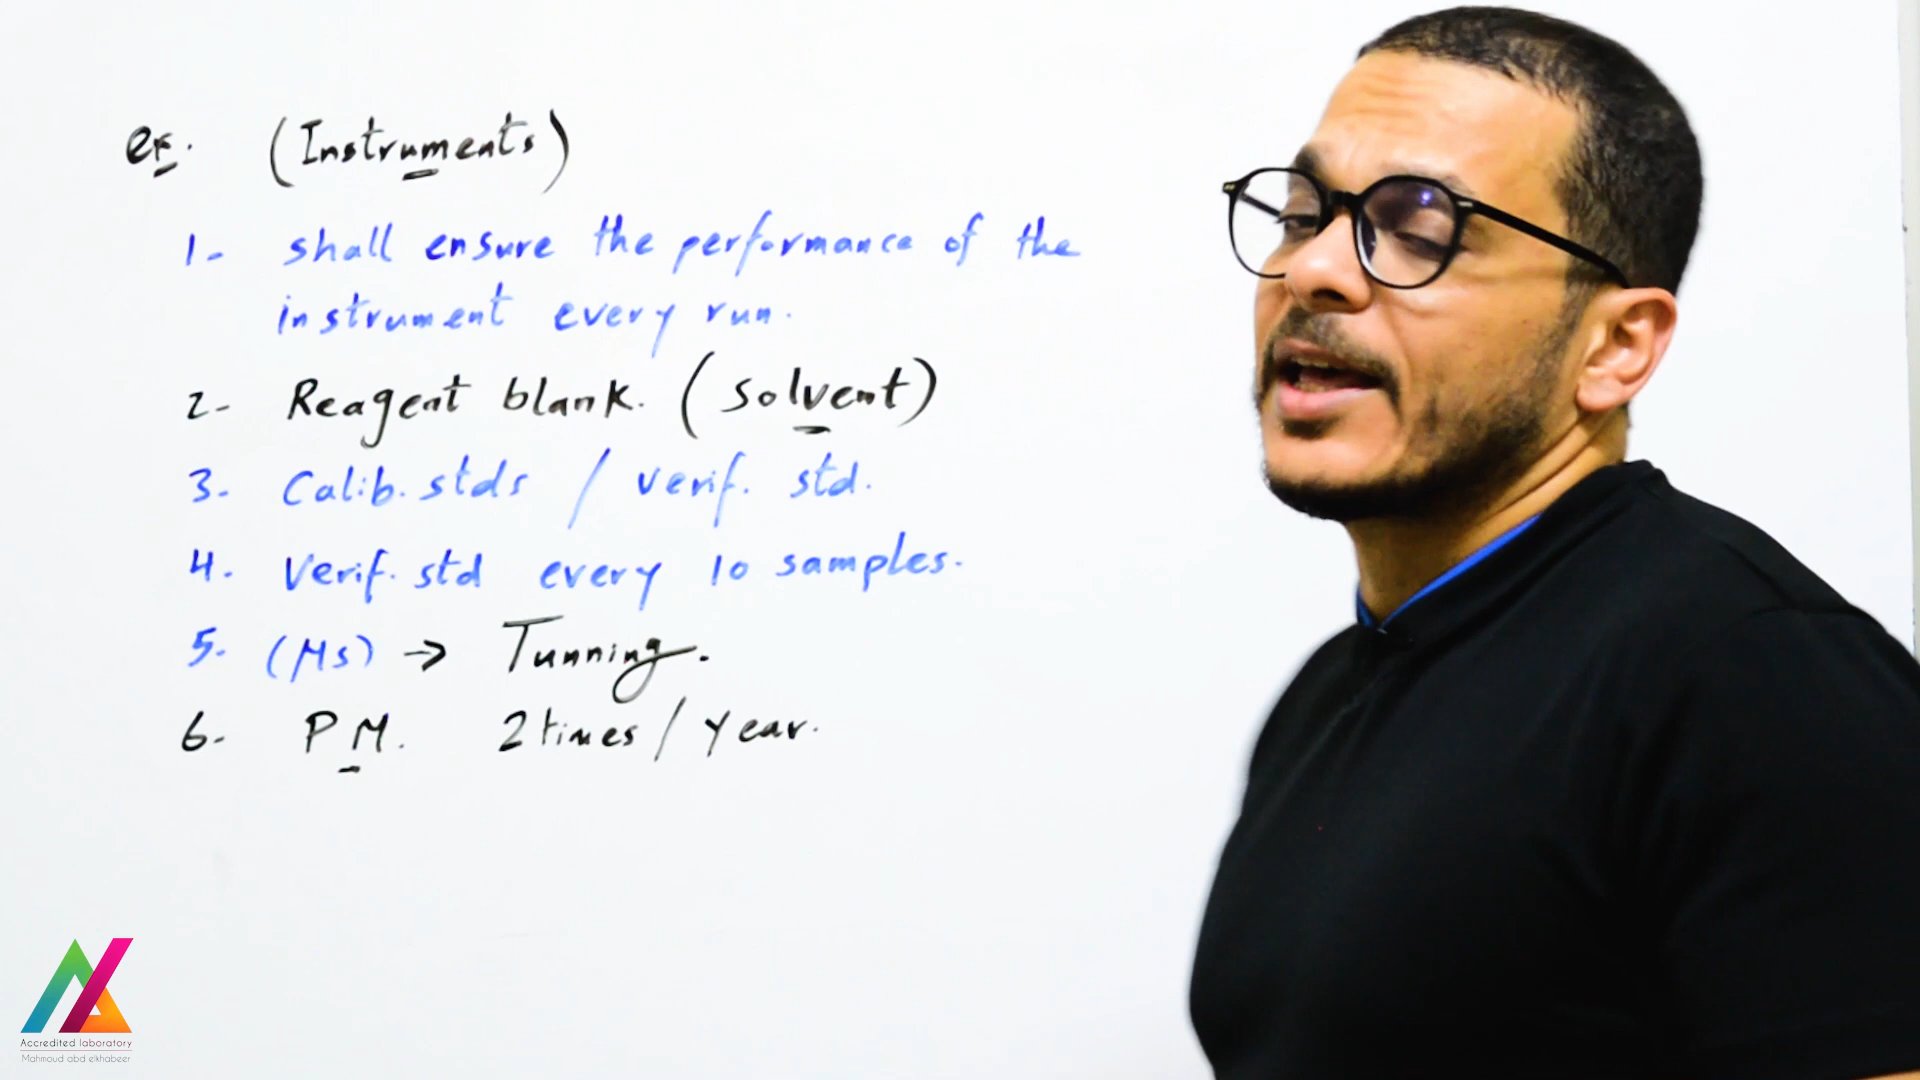 ex. (Instruments)
1- shall ensure the performance of the
instrument every run.
2- Reagent blank. (solvent)
3- Calib. stds / verif. std.
4. Verif. std every 10 samples.
5. (Ms) → Tunning.
6- PM. 2 times / year.
Accredited laboratory
Mahmoud abd elkhabeer